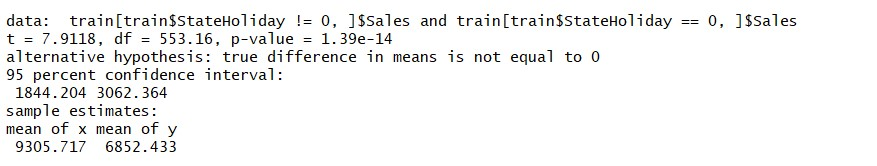 data:  train[train$StateHoliday != 0, ]$Sales and train[train$StateHoliday == 0, ]$Sales
t = 7.9118, df = 553.16, p-value = 1.39e-14
alternative hypothesis: true difference in means is not equal to 0
95 percent confidence interval:
 1844.204 3062.364
sample estimates:
mean of x mean of y
 9305.717  6852.433